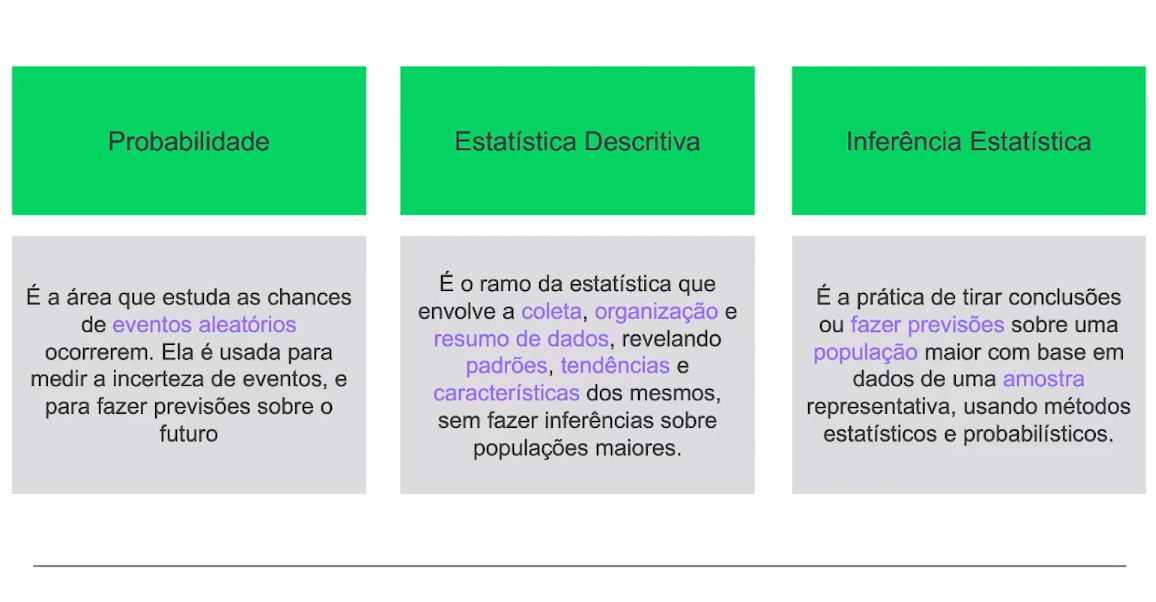 Probabilidade
É a área que estuda as chances
de eventos aleatórios
ocorrerem. Ela é usada para
medir a incerteza de eventos, e
para fazer previsões sobre o
futuro
Estatística Descritiva
É o ramo da estatística que
envolve a coleta, organização e
resumo de dados, revelando
padrões, tendências e
características dos mesmos,
sem fazer inferências sobre
populações maiores.
Inferência Estatística
É a prática de tirar conclusões
ou fazer previsões sobre uma
população maior com base em
dados de uma amostra
representativa, usando métodos
estatísticos e probabilísticos.